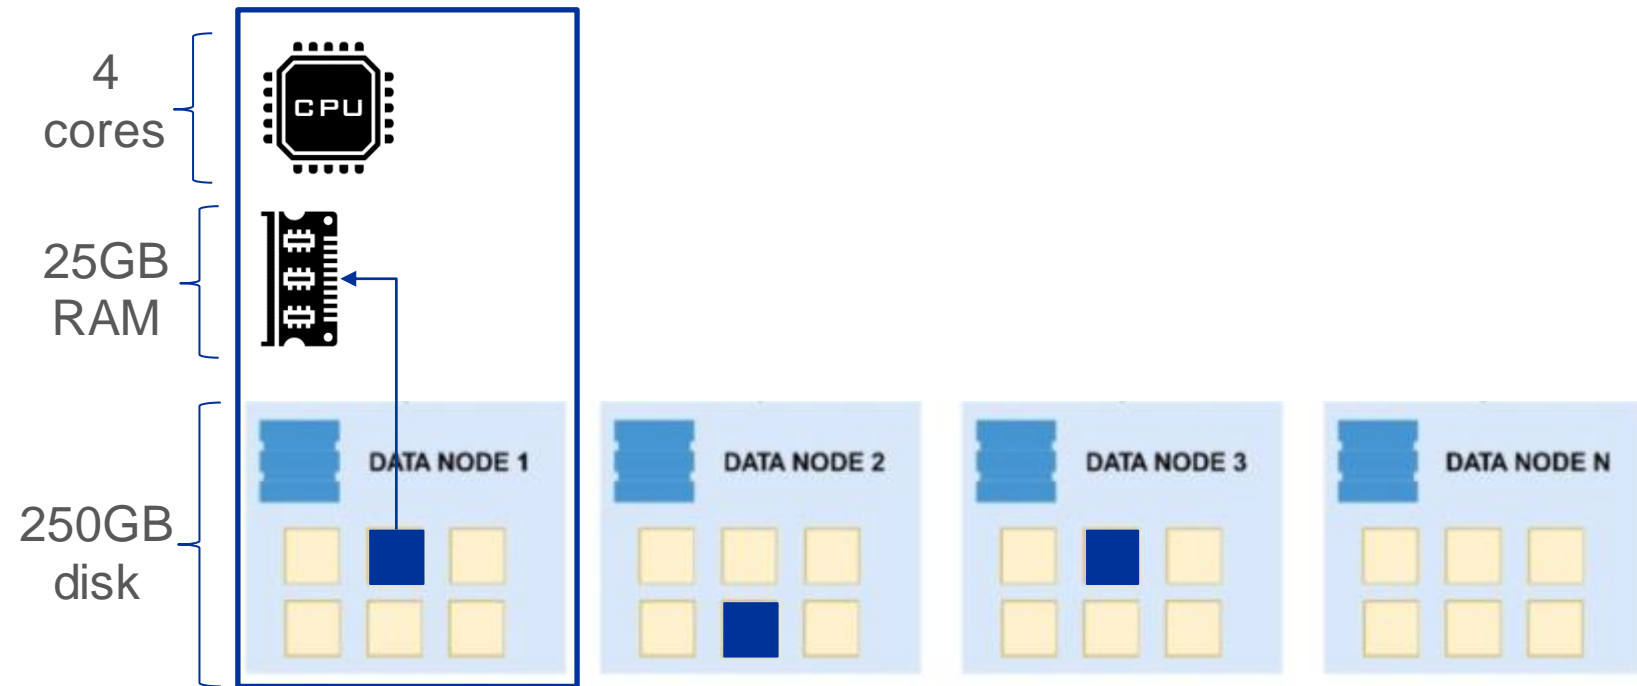 4
cores
CPU
25GB
RAM
250GB
disk
DATA NODE 1
DATA NODE 2
DATA NODE 3
DATA NODE N